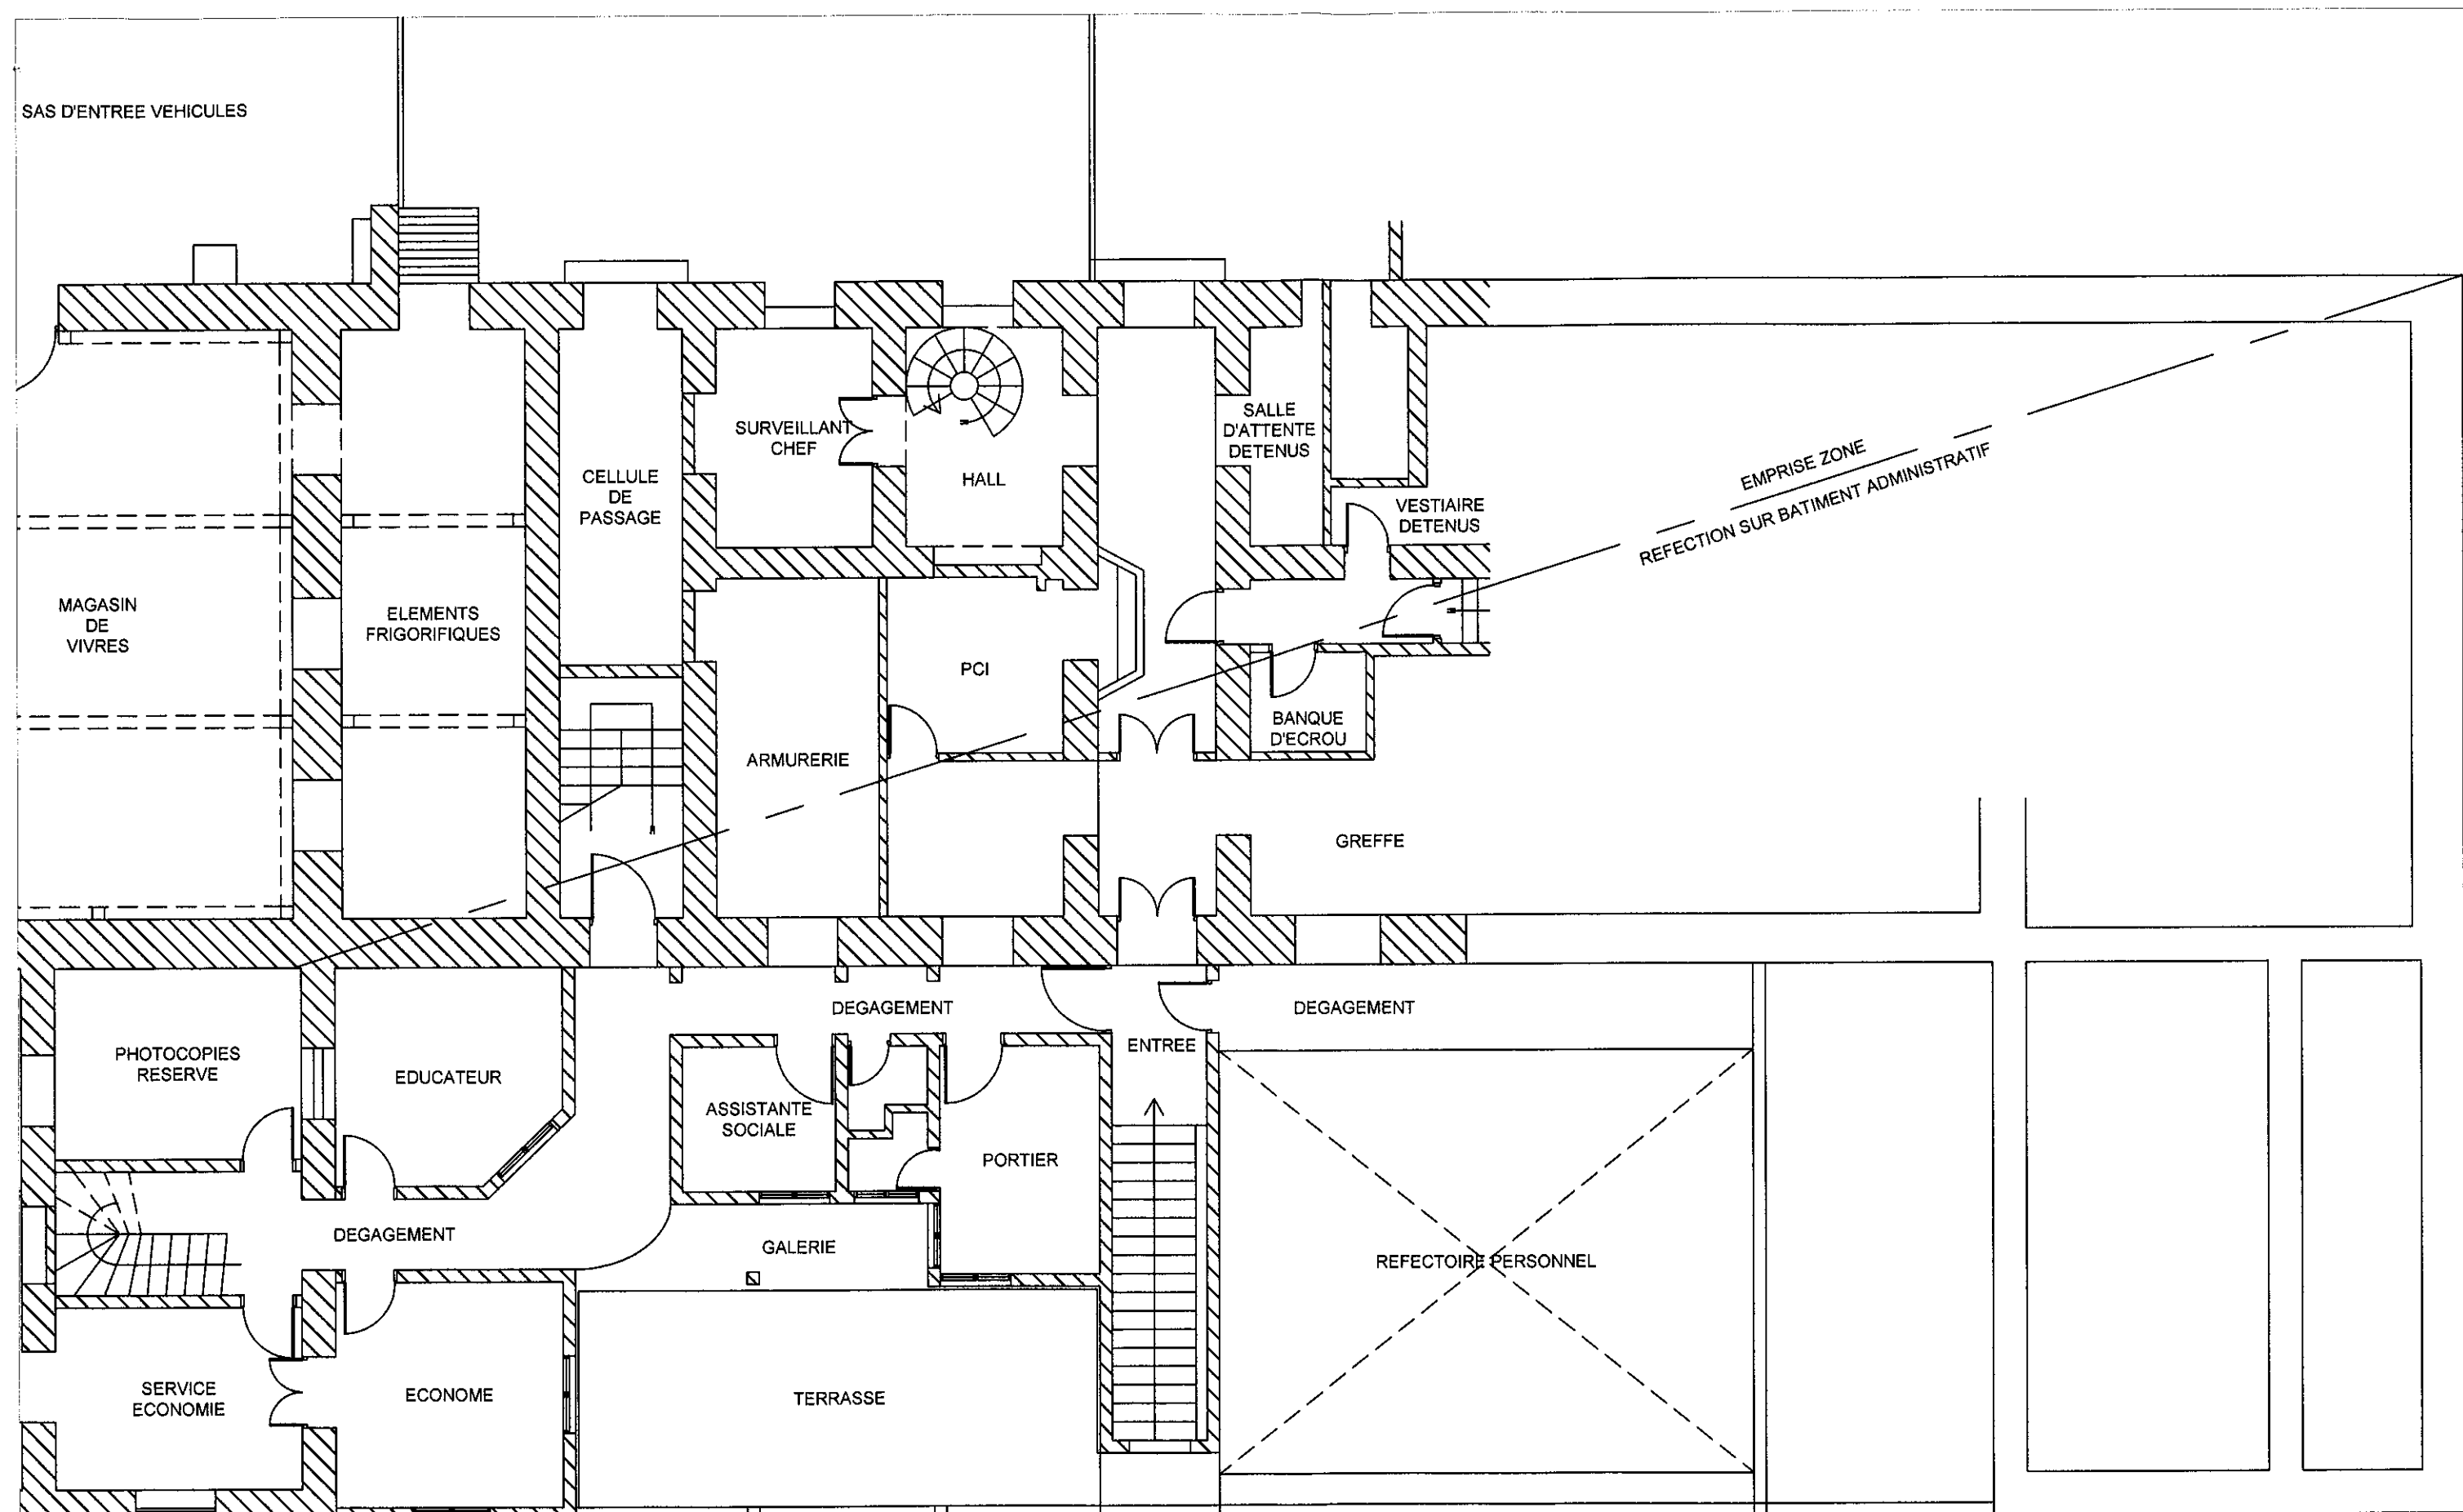 SAS D'ENTREE VEHICULES
SURVEILLANT
CHEF
HALL
SALLE
D'ATTENTE
DETENUS
CELLULE
DE
PASSAGE
VESTIAIRE
DETENUS
EMPRISE ZONE
REFECTION SUR BATIMENT ADMINISTRATIF
MAGASIN
DE
VIVRES
ELEMENTS
FRIGORIFIQUES
PCI
BANQUE
D'ECROU
ARMURERIE
GREFFE
DEGAGEMENT
DEGAGEMENT
PHOTOCOPIES
RESERVE
EDUCATEUR
ENTREE
ASSISTANTE
SOCIALE
PORTIER
DEGAGEMENT
GALERIE
REFECTOIRE PERSONNEL
SERVICE
ECONOMIE
ECONOME
TERRASSE